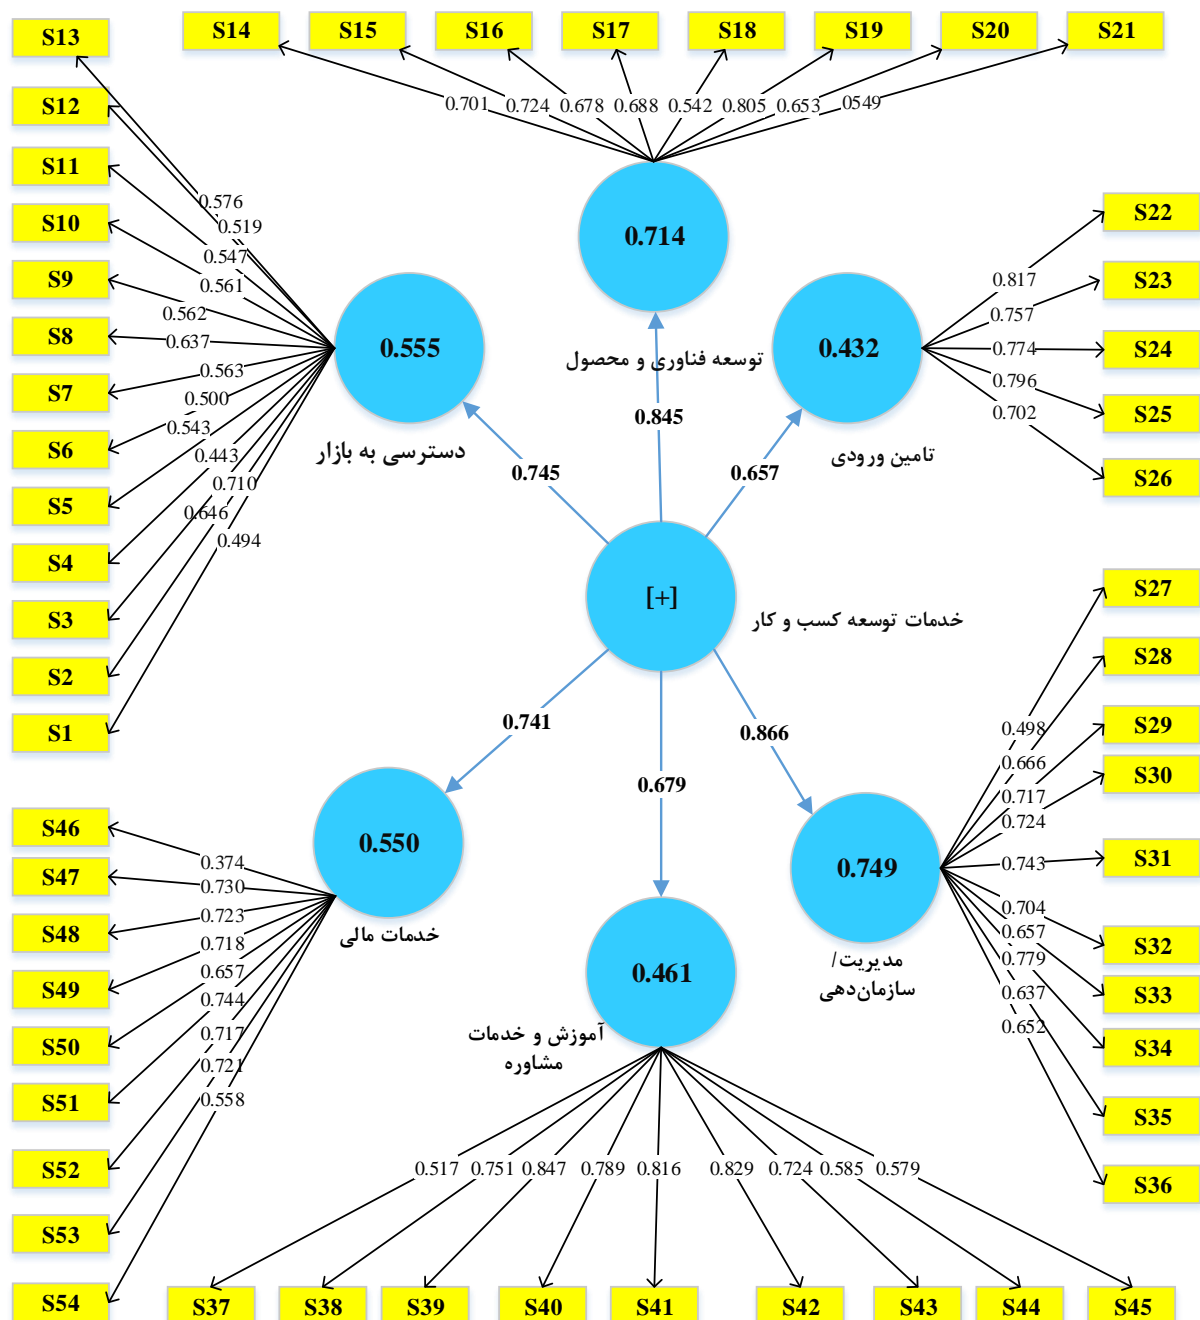 S13
S14
S15
S16
S17
S18
S19
S20
S21
S12
S11
S10
S9
S8
S7
S6
S5
S4
S3
S2
S1
0.701
0.724
0.678
0.688
0.542
0.805
0.653
0549
0.576
0.519
0.547
0.561
0.562
0.637
0.563
0.500
0.543
0.443
0.710
0.646
0.494
0.714
0.555
0.432
توسعه فناوری و محصول
دسترسی به بازار
تامین ورودی
0.845
0.745
0.657
0.817
0.757
0.774
0.796
0.702
S22
S23
S24
S25
S26
[+]
خدمات توسعه کسب و کار
0.741
0.679
0.866
S27
S28
S29
S30
S31
S32
S33
S34
S35
S36
0.498
0.666
0.717
0.724
0.743
0.704
0.657
0.779
0.637
0.652
0.550
0.749
0.461
خدمات مالی
مدیریت/
سازمان‌دهی
آموزش و خدمات
مشاوره
S46
S47
S48
S49
S50
S51
S52
S53
S54
0.374
0.730
0.723
0.718
0.657
0.744
0.717
0.721
0.558
0.517
0.751
0.847
0.789
0.816
0.829
0.724
0.585
0.579
S37
S38
S39
S40
S41
S42
S43
S44
S45